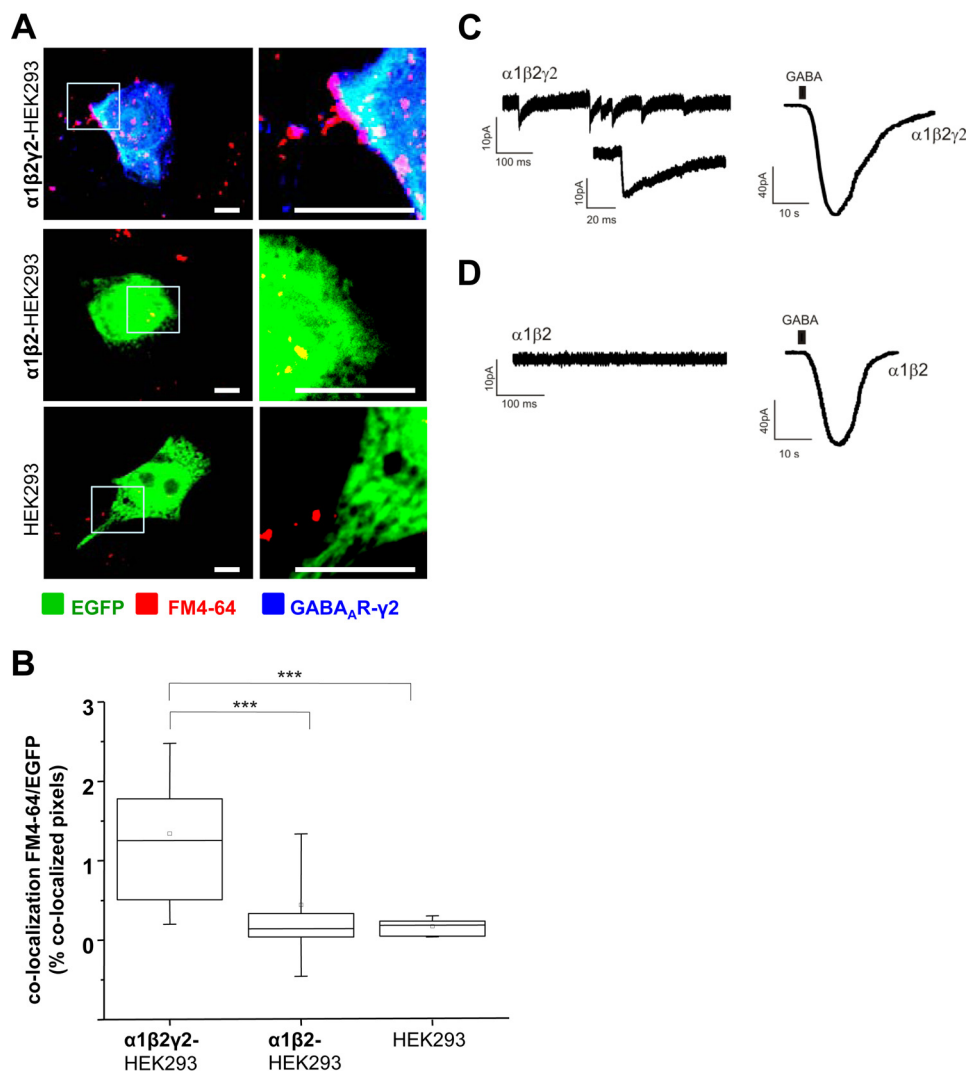 A
α1β2γ2-HEK293
α1β2-HEK293
HEK293
EGFP FM4-64 GABA_AR-γ2
B
co-localization FM4-64/EGFP
(% co-localized pixels)
3
2
1
0
***
***
α1β2γ2-
HEK293
α1β2-
HEK293
HEK293
C
α1β2γ2
10pA
100 ms
10pA
20 ms
GABA
α1β2γ2
40pA
10 s
D
α1β2
10pA
100 ms
GABA
α1β2
40pA
10 s